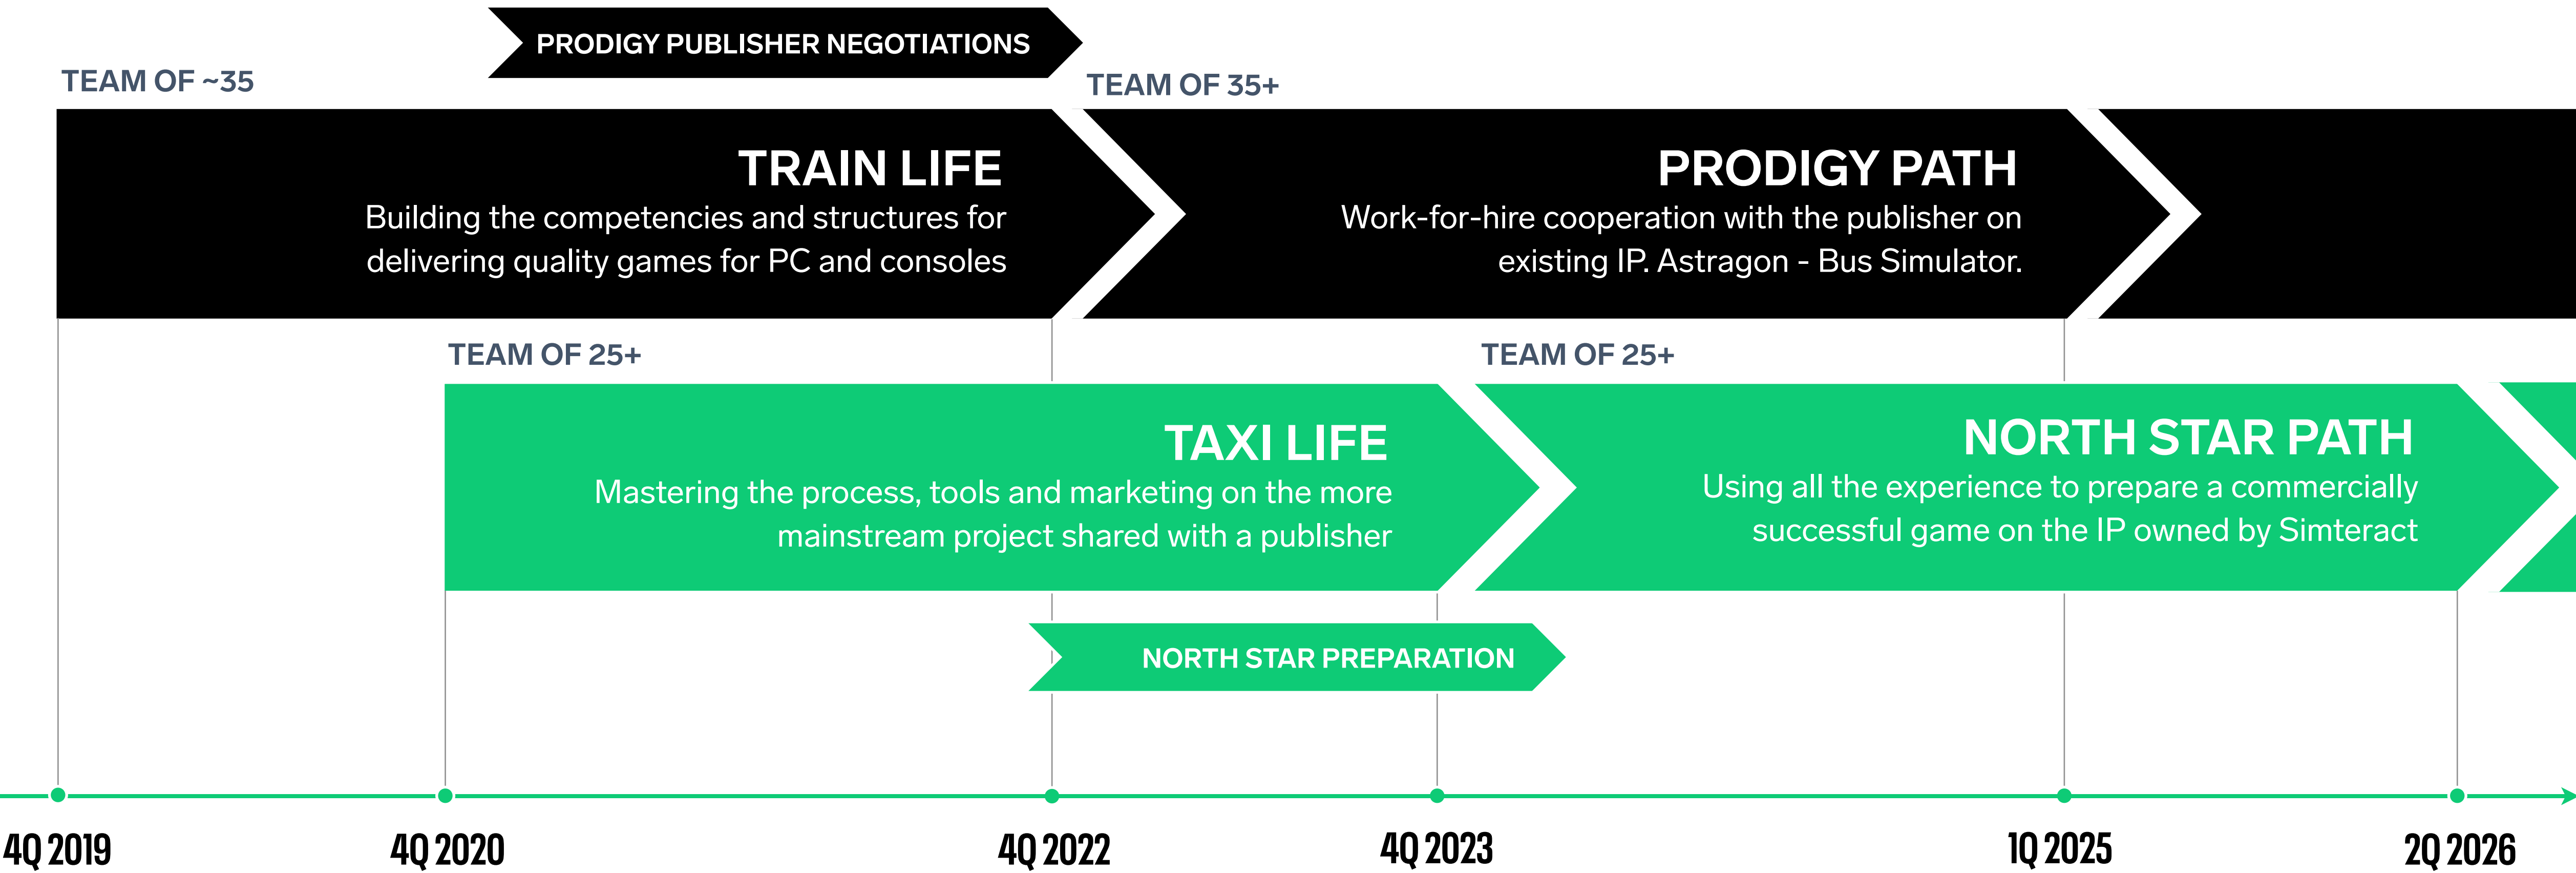 PRODIGY PUBLISHER NEGOTIATIONS
TEAM OF ~35
TEAM OF 35+
TRAIN LIFE
Building the competencies and structures for
delivering quality games for PC and consoles
PRODIGY PATH
Work-for-hire cooperation with the publisher on
existing IP. Astragon - Bus Simulator.
TEAM OF 25+
TEAM OF 25+
TAXI LIFE
Mastering the process, tools and marketing on the more
mainstream project shared with a publisher
NORTH STAR PATH
Using all the experience to prepare a commercially
successful game on the IP owned by Simteract
NORTH STAR PREPARATION
4Q 2019
4Q 2020
4Q 2022
4Q 2023
1Q 2025
2Q 2026